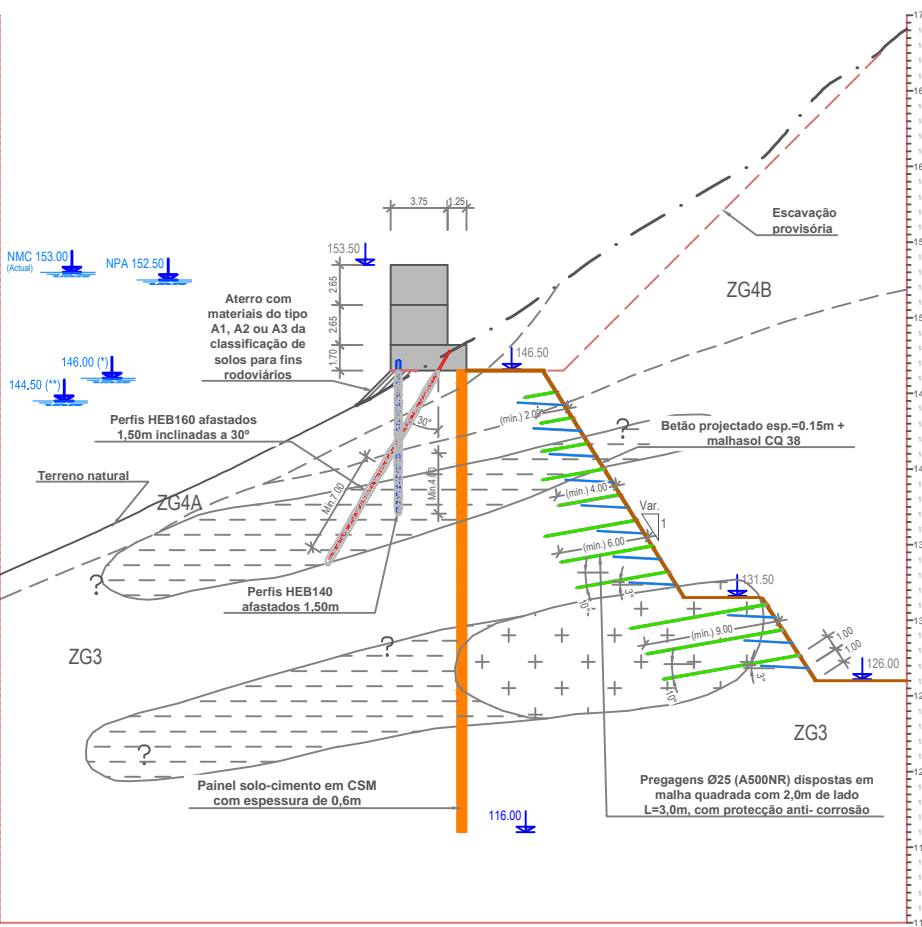 3.75
1.25
Escavação
provisória
NMC 153.00
(Actual)
NPA 152.50
153.50
ZG4B
Aterro com
materiais do tipo
A1, A2 ou A3 da
classificação de
solos para fins
rodoviários
2.65
2.65
1.70
146.00 (*)
144,50 (**)
146.50
Perfis HEB160 afastados
1,50m inclinadas a 30º
30°
(min.) 2.00
?
Betão projectado esp.=0.15m +
malhasol CQ 38
Terreno natural
ZG4A
Min.7.00
Min.4.00
(min.) 4.00
Var.
1
(min.) 6.00
?
Perfis HEB140
afastados 1,50m
10°
3°
131.50
ZG3
?
(min.) 9.00
1.00
1.00
126.00
10°
3°
?
ZG3
Painel solo-cimento em CSM
com espessura de 0,6m
116.00
Pregagens Ø25 (A500NR) dispostas em
malha quadrada com 2,0m de lado
L=3,0m, com protecção anti- corrosão